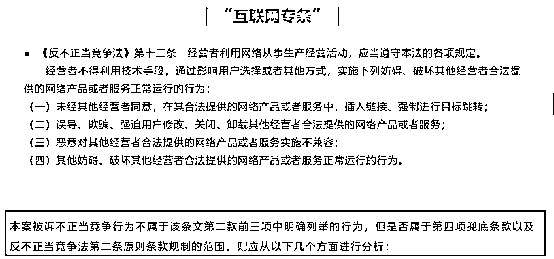 “互联网专条”
《反不正当竞争法》第十二条 经营者利用网络从事生产经营活动，应当遵守本法的各项规定。
经营者不得利用技术手段，通过影响用户选择或者其他方式，实施下列妨碍、破坏其他经营者合法提
供的网络产品或者服务正常运行的行为：
（一）未经其他经营者同意，在其合法提供的网络产品或者服务中，插入链接、强制进行目标跳转；
（二）误导、欺骗、强迫用户修改、关闭、卸载其他经营者合法提供的网络产品或者服务；
（三）恶意对其他经营者合法提供的网络产品或者服务实施不兼容；
（四）其他妨碍、破坏其他经营者合法提供的网络产品或者服务正常运行的行为。
本案被诉不正当竞争行为不属于该条文第二款前三项中明确列举的行为，但是否属于第四项兜底条款以及
反不正当竞争法第二条原则条款规制的范围，则应从以下几个方面进行分析：